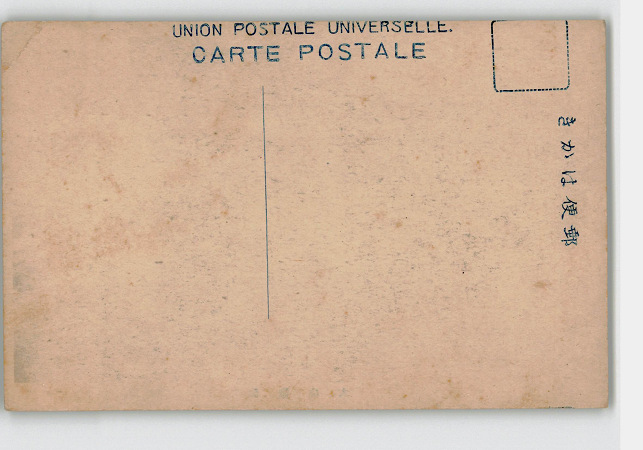 UNION POSTALE UNIVERSELLE.
CARTE POSTALE
きかは便郵